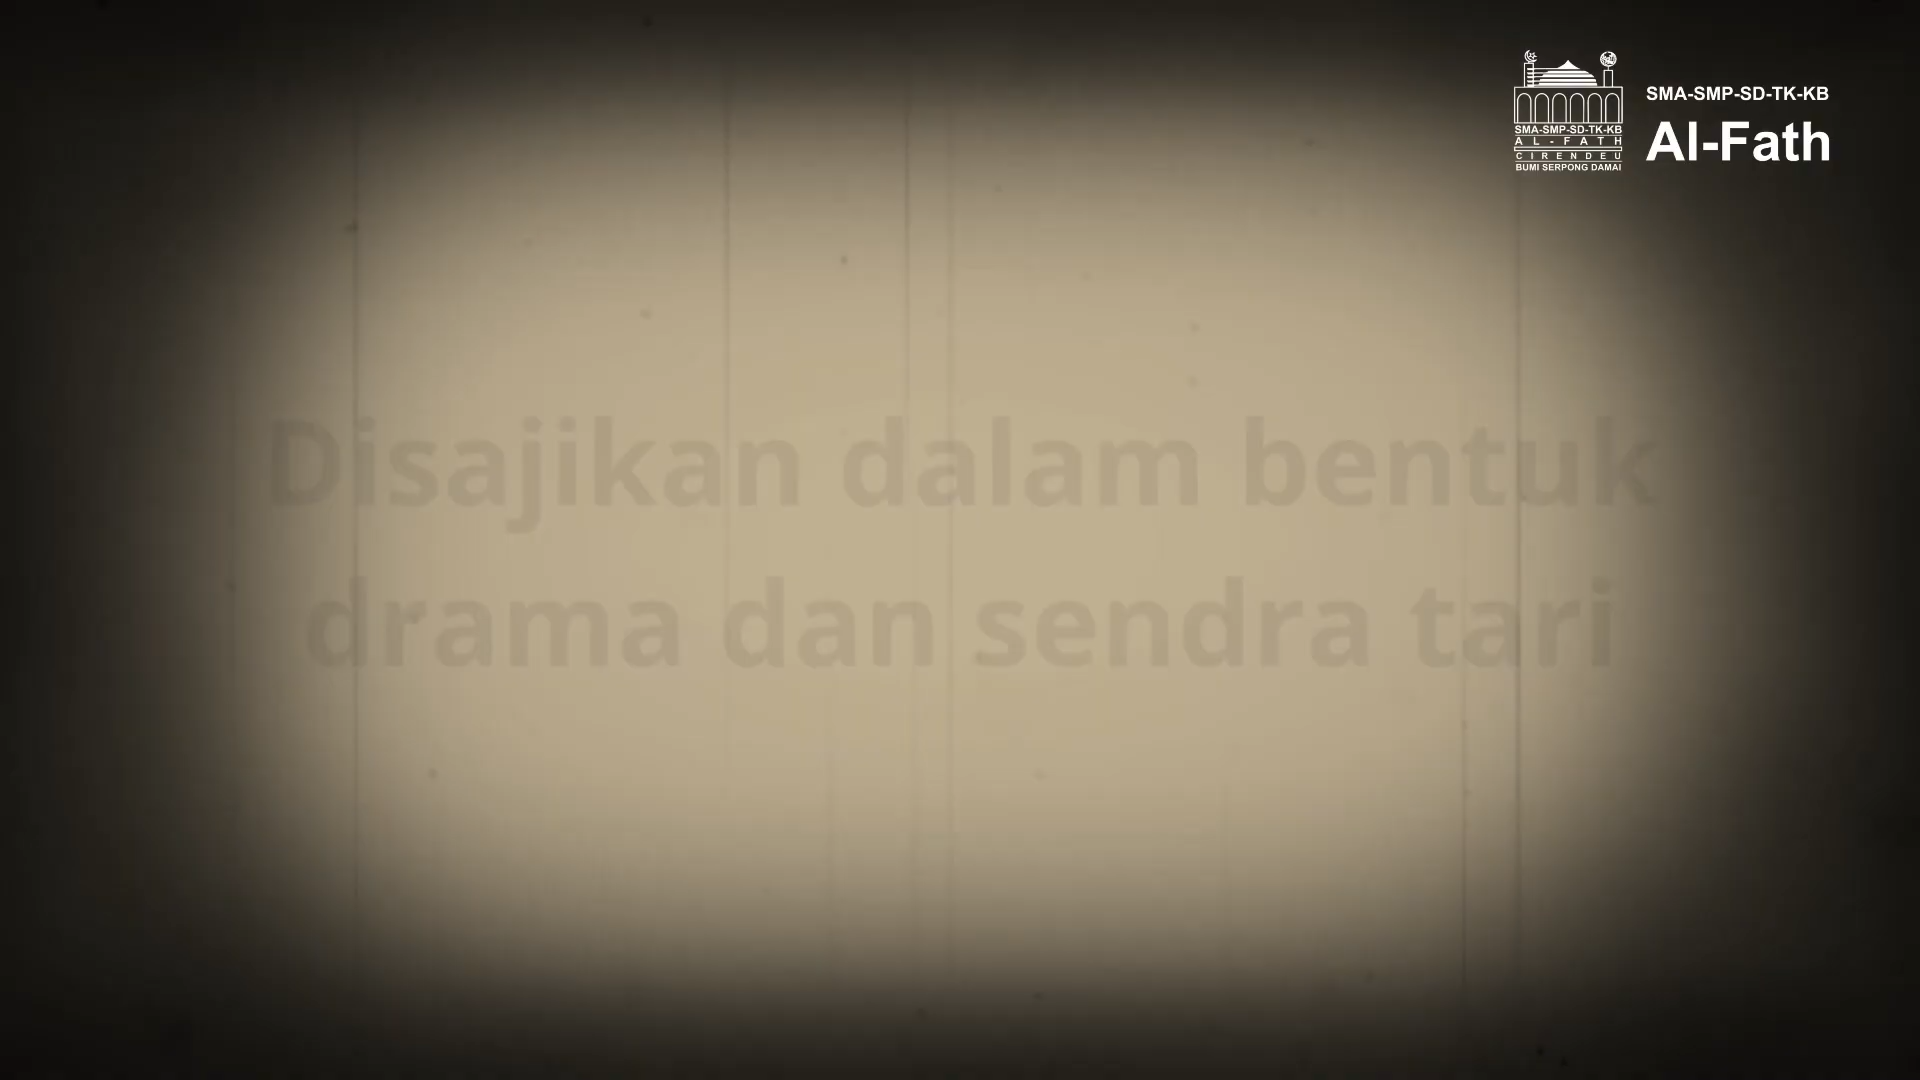 SMA-SMP-SD-TK-KB
Al-Fath
SMA-SMP-SD-TK-KB
AL-FATH
CIRENDEU
BUMI SERPONG DAMAI
Disajikan dalam bentuk
drama dan sendra tari